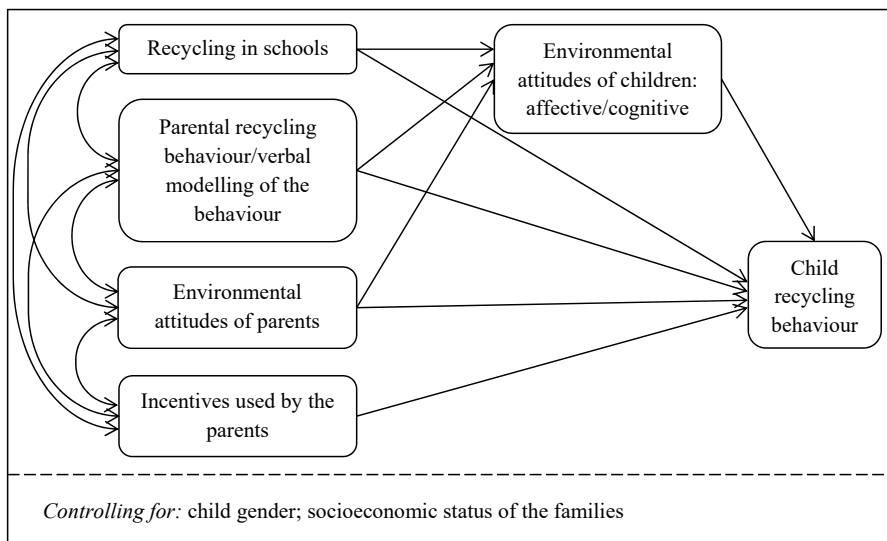 Recycling in schools
Environmental
attitudes of children:
affective/cognitive
Parental recycling
behaviour/verbal
modelling of the
behaviour
Environmental
attitudes of parents
Child
recycling
behaviour
Incentives used by the
parents
Controlling for: child gender; socioeconomic status of the families